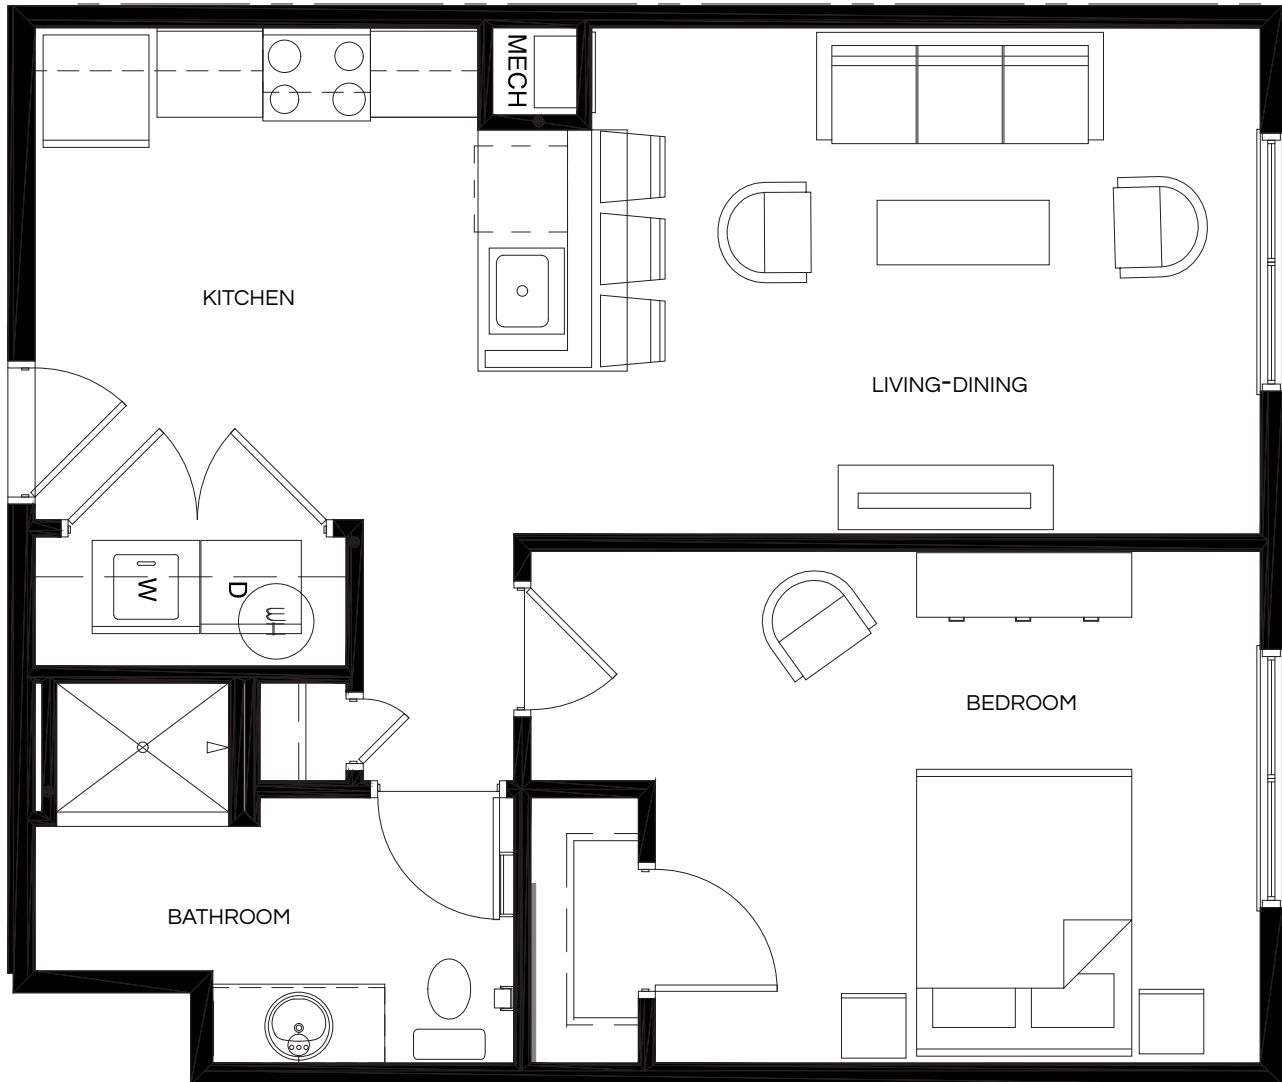 MECH
KITCHEN
LIVING-DINING
W
D
WH
BEDROOM
BATHROOM